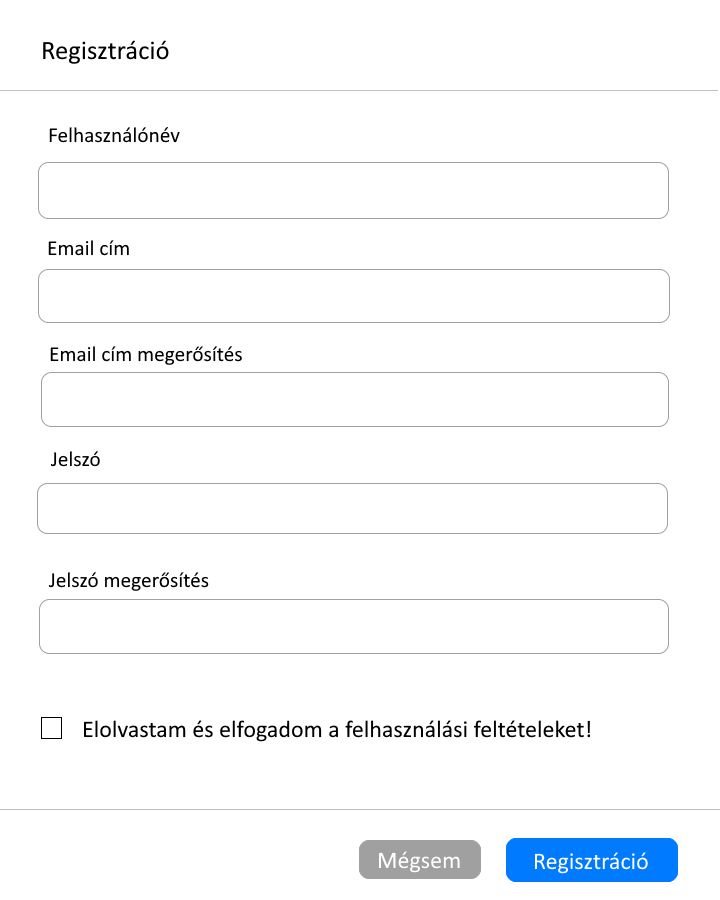 Regisztráció
Felhasználónév
Email cím
Email cím megerősítés
Jelszó
Jelszó megerősítés
Elolvastam és elfogadom a felhasználási feltételeket!
Mégsem
Regisztráció